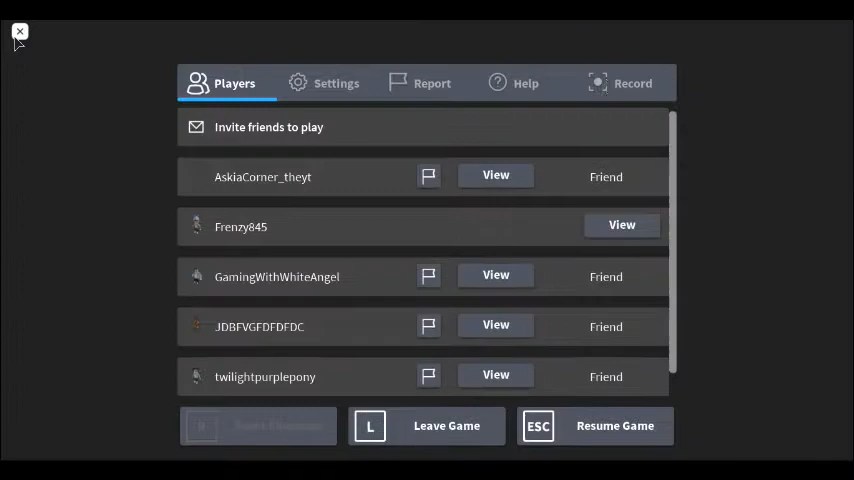 Players Settings Report Help Record
Invite friends to play
AskiaCorner_theyt View Friend
Frenzy845 View
GamingWithWhiteAngel View Friend
JDBFVGFDFDFDC View Friend
twilightpurplepony View Friend
L Leave Game ESC Resume Game